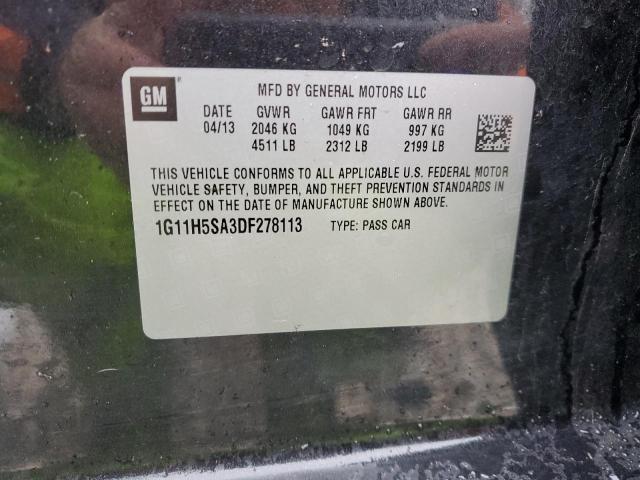 GM
MFD BY GENERAL MOTORS LLC
DATE GVWR GAWR FRT GAWR RR
04/13 2046 KG 1049 KG 997 KG
4511 LB 2312 LB 2199 LB
THIS VEHICLE CONFORMS TO ALL APPLICABLE U.S. FEDERAL MOTOR
VEHICLE SAFETY, BUMPER, AND THEFT PREVENTION STANDARDS IN
EFFECT ON THE DATE OF MANUFACTURE SHOWN ABOVE.
1G11H5SA3DF278113 TYPE: PASS CAR